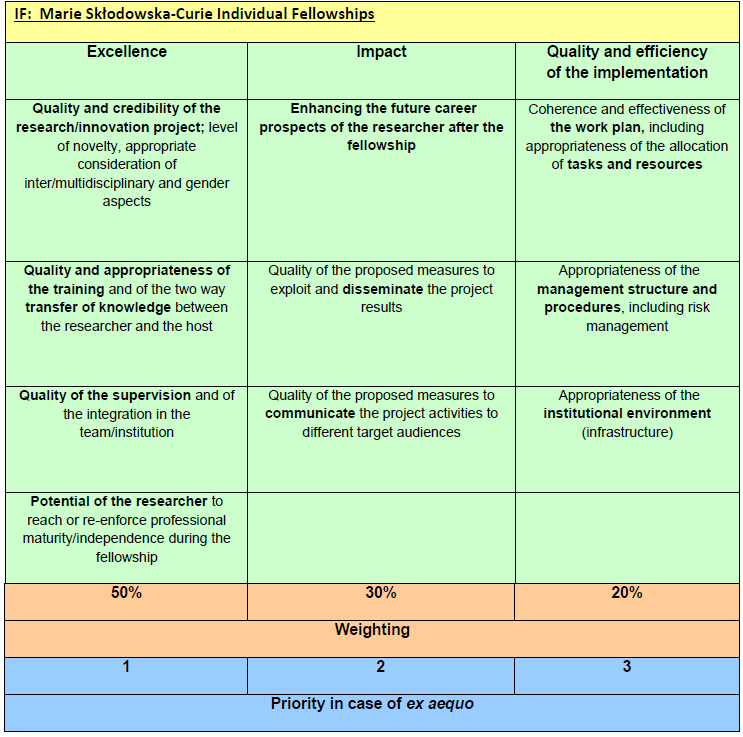 IF: Marie Skłodowska-Curie Individual Fellowships
Excellence
Impact
Quality and efficiency
of the implementation
Quality and credibility of the
research/innovation project; level
of novelty, appropriate
consideration of
inter/multidisciplinary and gender
aspects
Enhancing the future career
prospects of the researcher after the
fellowship
Coherence and effectiveness of
the work plan, including
appropriateness of the allocation
of tasks and resources
Quality and appropriateness of
the training and of the two way
transfer of knowledge between
the researcher and the host
Quality of the proposed measures to
exploit and disseminate the project
results
Appropriateness of the
management structure and
procedures, including risk
management
Quality of the supervision and of
the integration in the
team/institution
Quality of the proposed measures to
communicate the project activities to
different target audiences
Appropriateness of the
institutional environment
(infrastructure)
Potential of the researcher to
reach or re-enforce professional
maturity/independence during the
fellowship
50%
30%
20%
Weighting
1
2
3
Priority in case of ex aequo